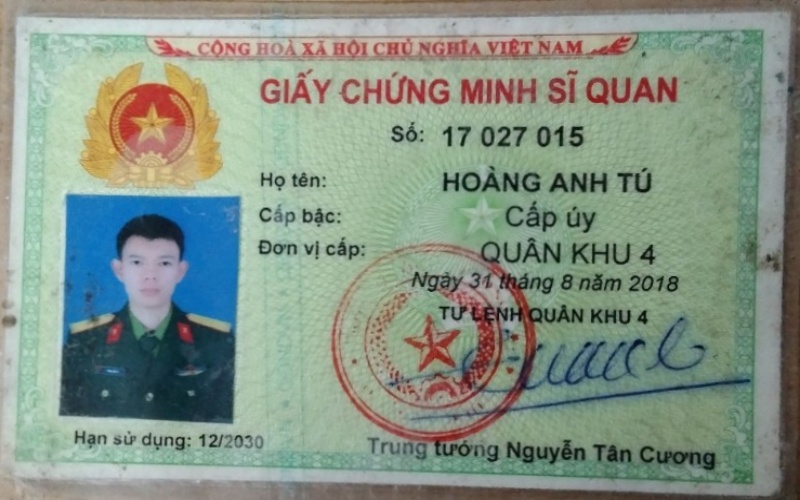 CỘNG HOÀ XÃ HỘI CHỦ NGHĨA VIỆT NAM
GIẤY CHỨNG MINH SĨ QUAN
Số: 17 027 015
Họ tên: HOÀNG ANH TÚ
Cấp bậc: Cấp úy
Đơn vị cấp: QUÂN KHU 4
Ngày 31 tháng 8 năm 2018
TƯ LỆNH QUÂN KHU 4
Hạn sử dụng: 12/2030
Trung tướng Nguyễn Tân Cương